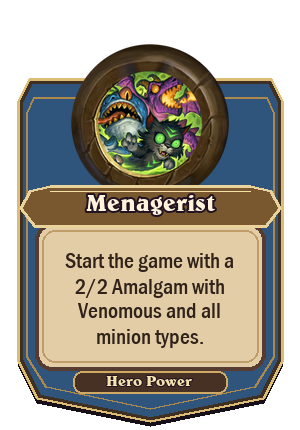 Menagerist
Start the game with a
2/2 Amalgam with
Venomous and all
minion types.
Hero Power